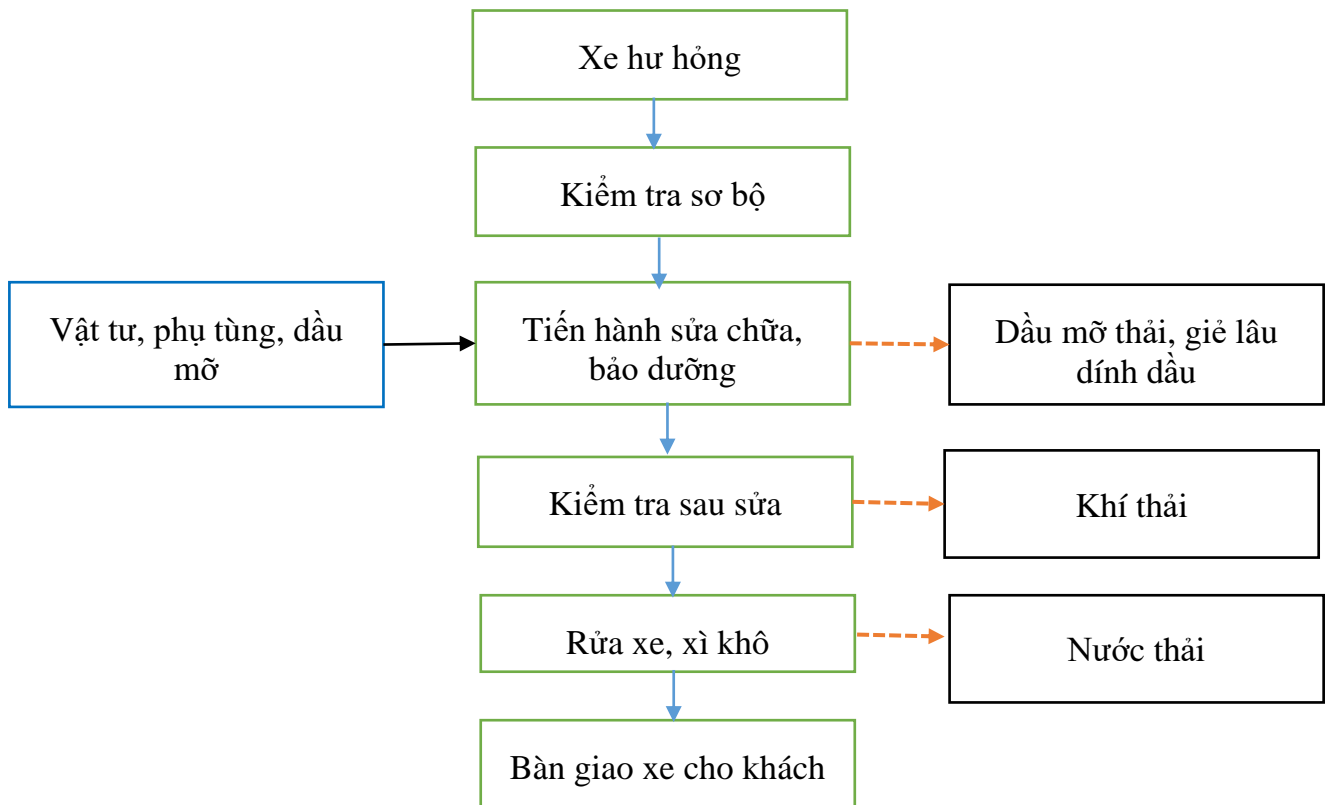 Xe hư hỏng
Kiểm tra sơ bộ
Vật tư, phụ tùng, dầu
mỡ
Tiến hành sửa chữa,
bảo dưỡng
Dầu mỡ thải, giẻ lâu
dính dầu
Kiểm tra sau sửa
Khí thải
Rửa xe, xì khô
Nước thải
Bàn giao xe cho khách